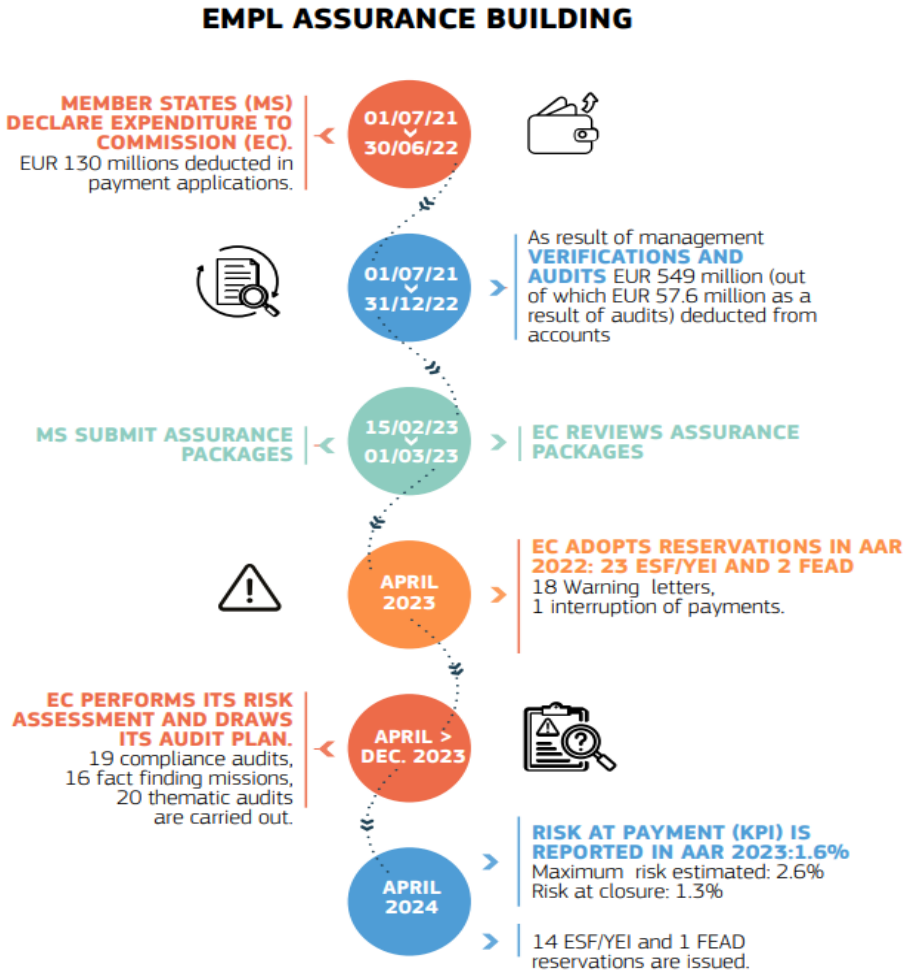 EMPL ASSURANCE BUILDING
MEMBER STATES (MS)
DECLARE EXPENDITURE TO
COMMISSION (EC).
EUR 130 millions deducted in
payment applications.
01/07/21
30/06/22
01/07/21
31/12/22
As result of management
VERIFICATIONS AND
AUDITS EUR 549 million (out
of which EUR 57.6 million as a
result of audits) deducted from
accounts
MS SUBMIT ASSURANCE
PACKAGES
15/02/23
01/03/23
EC REVIEWS ASSURANCE
PACKAGES
APRIL
2023
EC ADOPTS RESERVATIONS IN AAR
2022: 23 ESF/YEI AND 2 FEAD
18 Warning letters,
1 interruption of payments.
EC PERFORMS ITS RISK
ASSESSMENT AND DRAWS
ITS AUDIT PLAN.
19 compliance audits,
16 fact finding missions,
20 thematic audits
are carried out.
APRIL >
DEC. 2023
?
APRIL
2024
RISK AT PAYMENT (KPI) IS
REPORTED IN AAR 2023:1.6%
Maximum risk estimated: 2.6%
Risk at closure: 1.3%
14 ESF/YEI and 1 FEAD
reservations are issued.